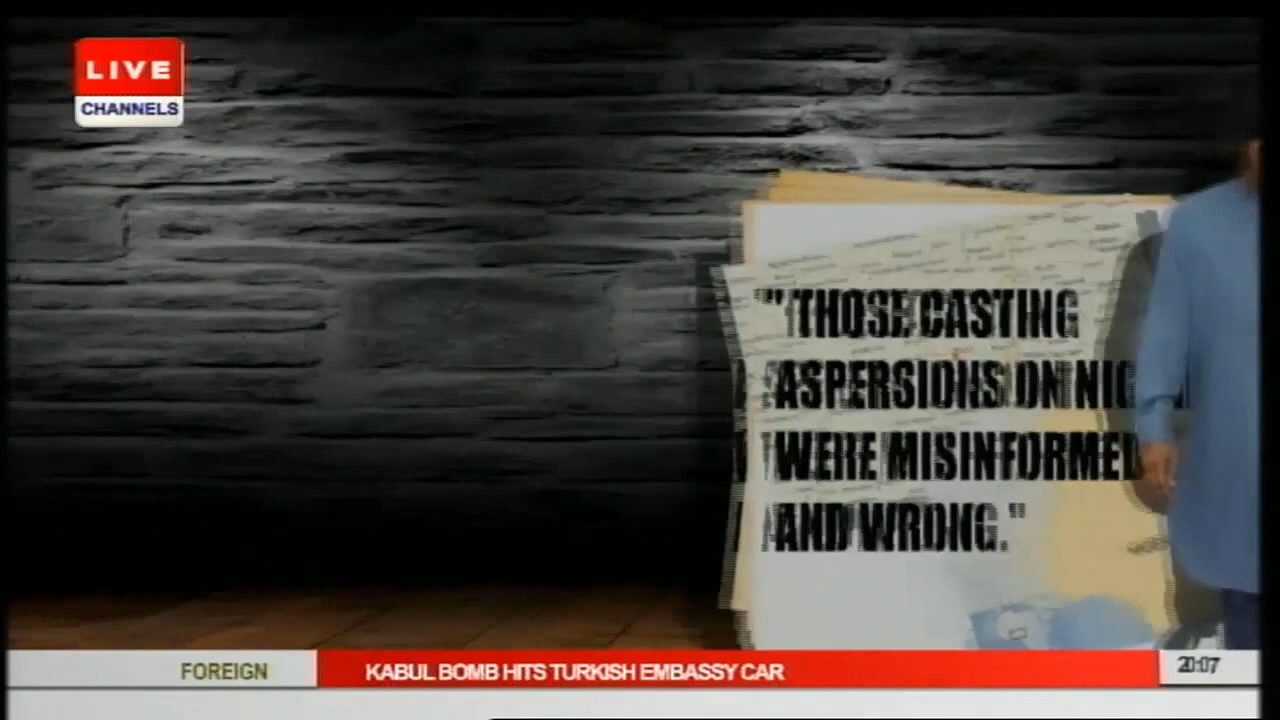 LIVE
CHANNELS
"THOSE CASTING
ASPERSIONS ON
WERE MISINFORMED
AND WRONG."
FOREIGN
KABUL BOMB HITS TURKISH EMBASSY CAR
20:07